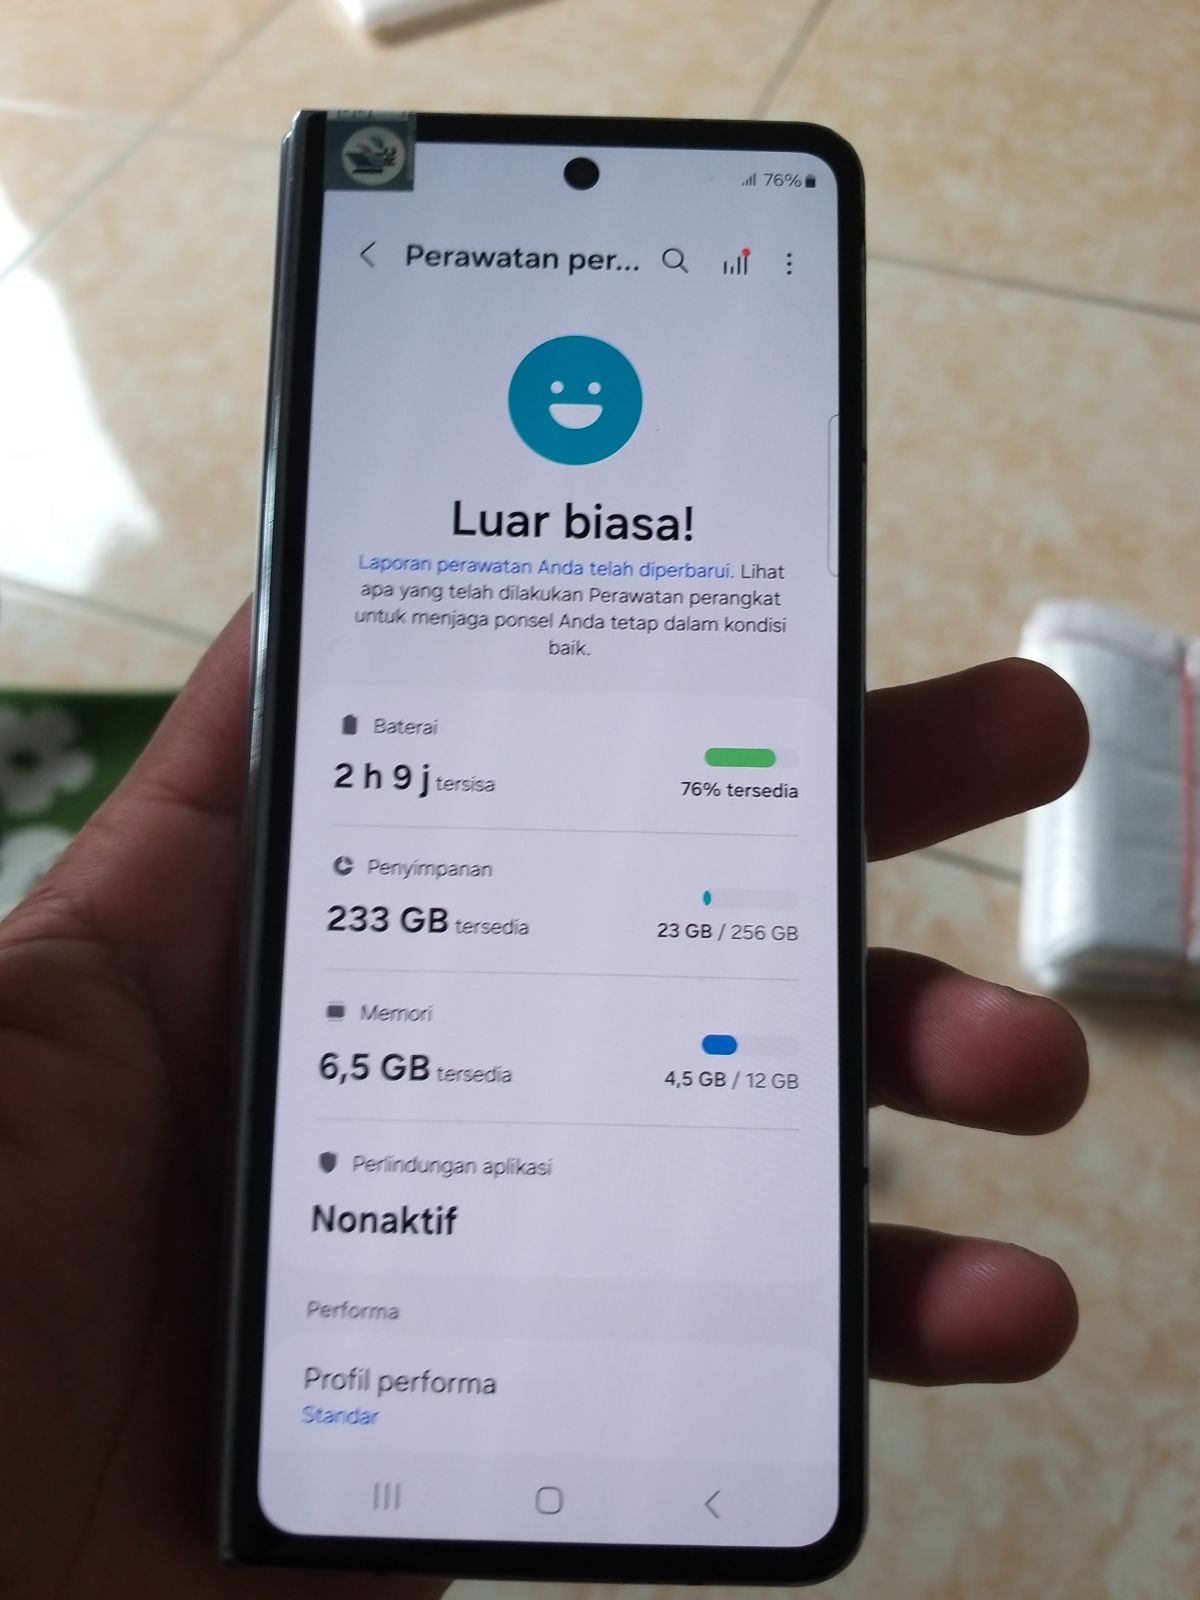 76%
Perawatan per...
Luar biasa!
Laporan perawatan Anda telah diperbarui. Lihat
apa yang telah dilakukan Perawatan perangkat
untuk menjaga ponsel Anda tetap dalam kondisi
baik.
Baterai
2 h 9 j tersisa
76% tersedia
Penyimpanan
233 GB tersedia
23 GB / 256 GB
Memori
6,5 GB tersedia
4,5 GB / 12 GB
Perlindungan aplikasi
Nonaktif
Performa
Profil performa
Standar